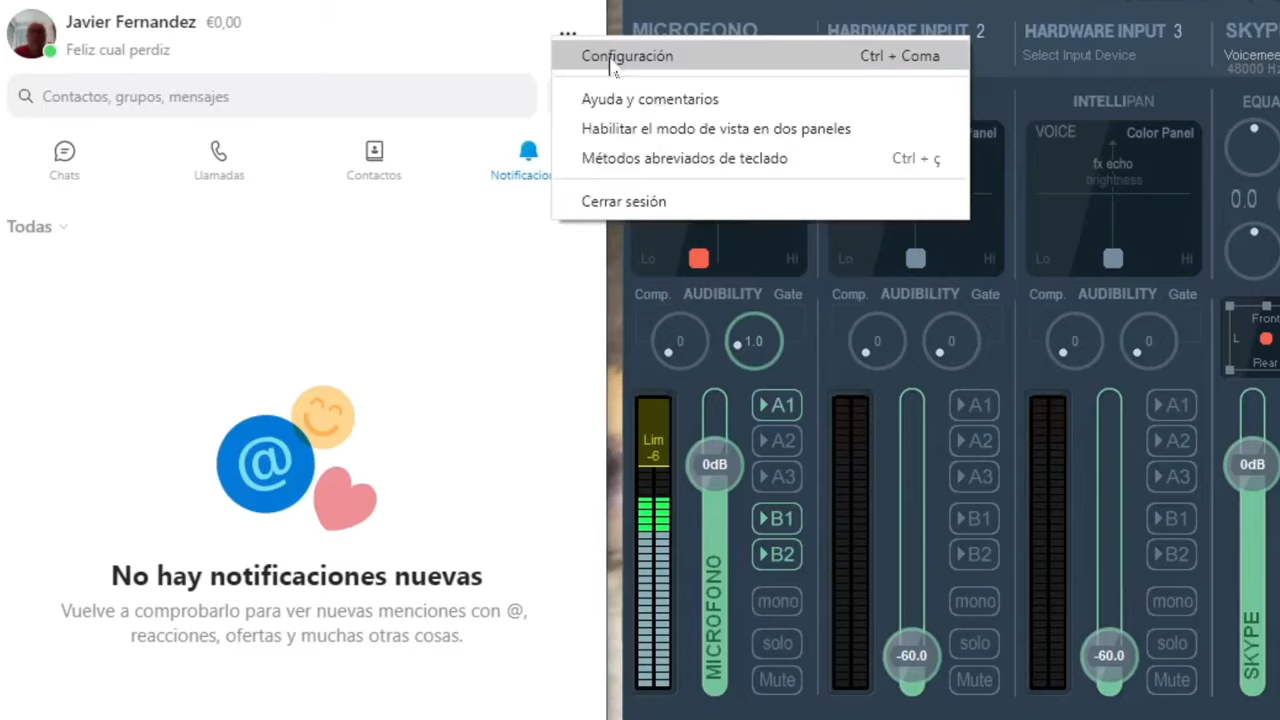 Javier Fernandez €0,00
Feliz cual perdiz
Contactos, grupos, mensajes
Chats
Llamadas
Contactos
Notificacion
Todas
@
No hay notificaciones nuevas
Vuelve a comprobarlo para ver nuevas menciones con @,
reacciones, ofertas y muchas otras cosas.
Configuración Ctrl + Coma
Ayuda y comentarios
Habilitar el modo de vista en dos paneles
Métodos abreviados de teclado Ctrl + ç
Cerrar sesión
MICROFONO
Lo
Comp. AUDIBILITY Gate
0
1.0
Lim
-6
0dB
MICROFONO
A1
A2
A3
B1
B2
mono
solo
Mute
HARDWARE INPUT 2
anel
Lo Hi
Comp. AUDIBILITY Gate
0
0
-60.0
A1
A2
A3
B1
B2
mono
solo
Mute
HARDWARE INPUT 3
Select Input Device
INTELLIPAN
VOICE Color Panel
fx echo
brightness
Lo Hi
Comp. AUDIBILITY Gate
0
0
-60.0
A1
A2
A3
B1
B2
mono
solo
Mute
SKYP
Voicemee
48000 Hz
EQUA
0.0
Front
L
Rear
0dB
SKYPE